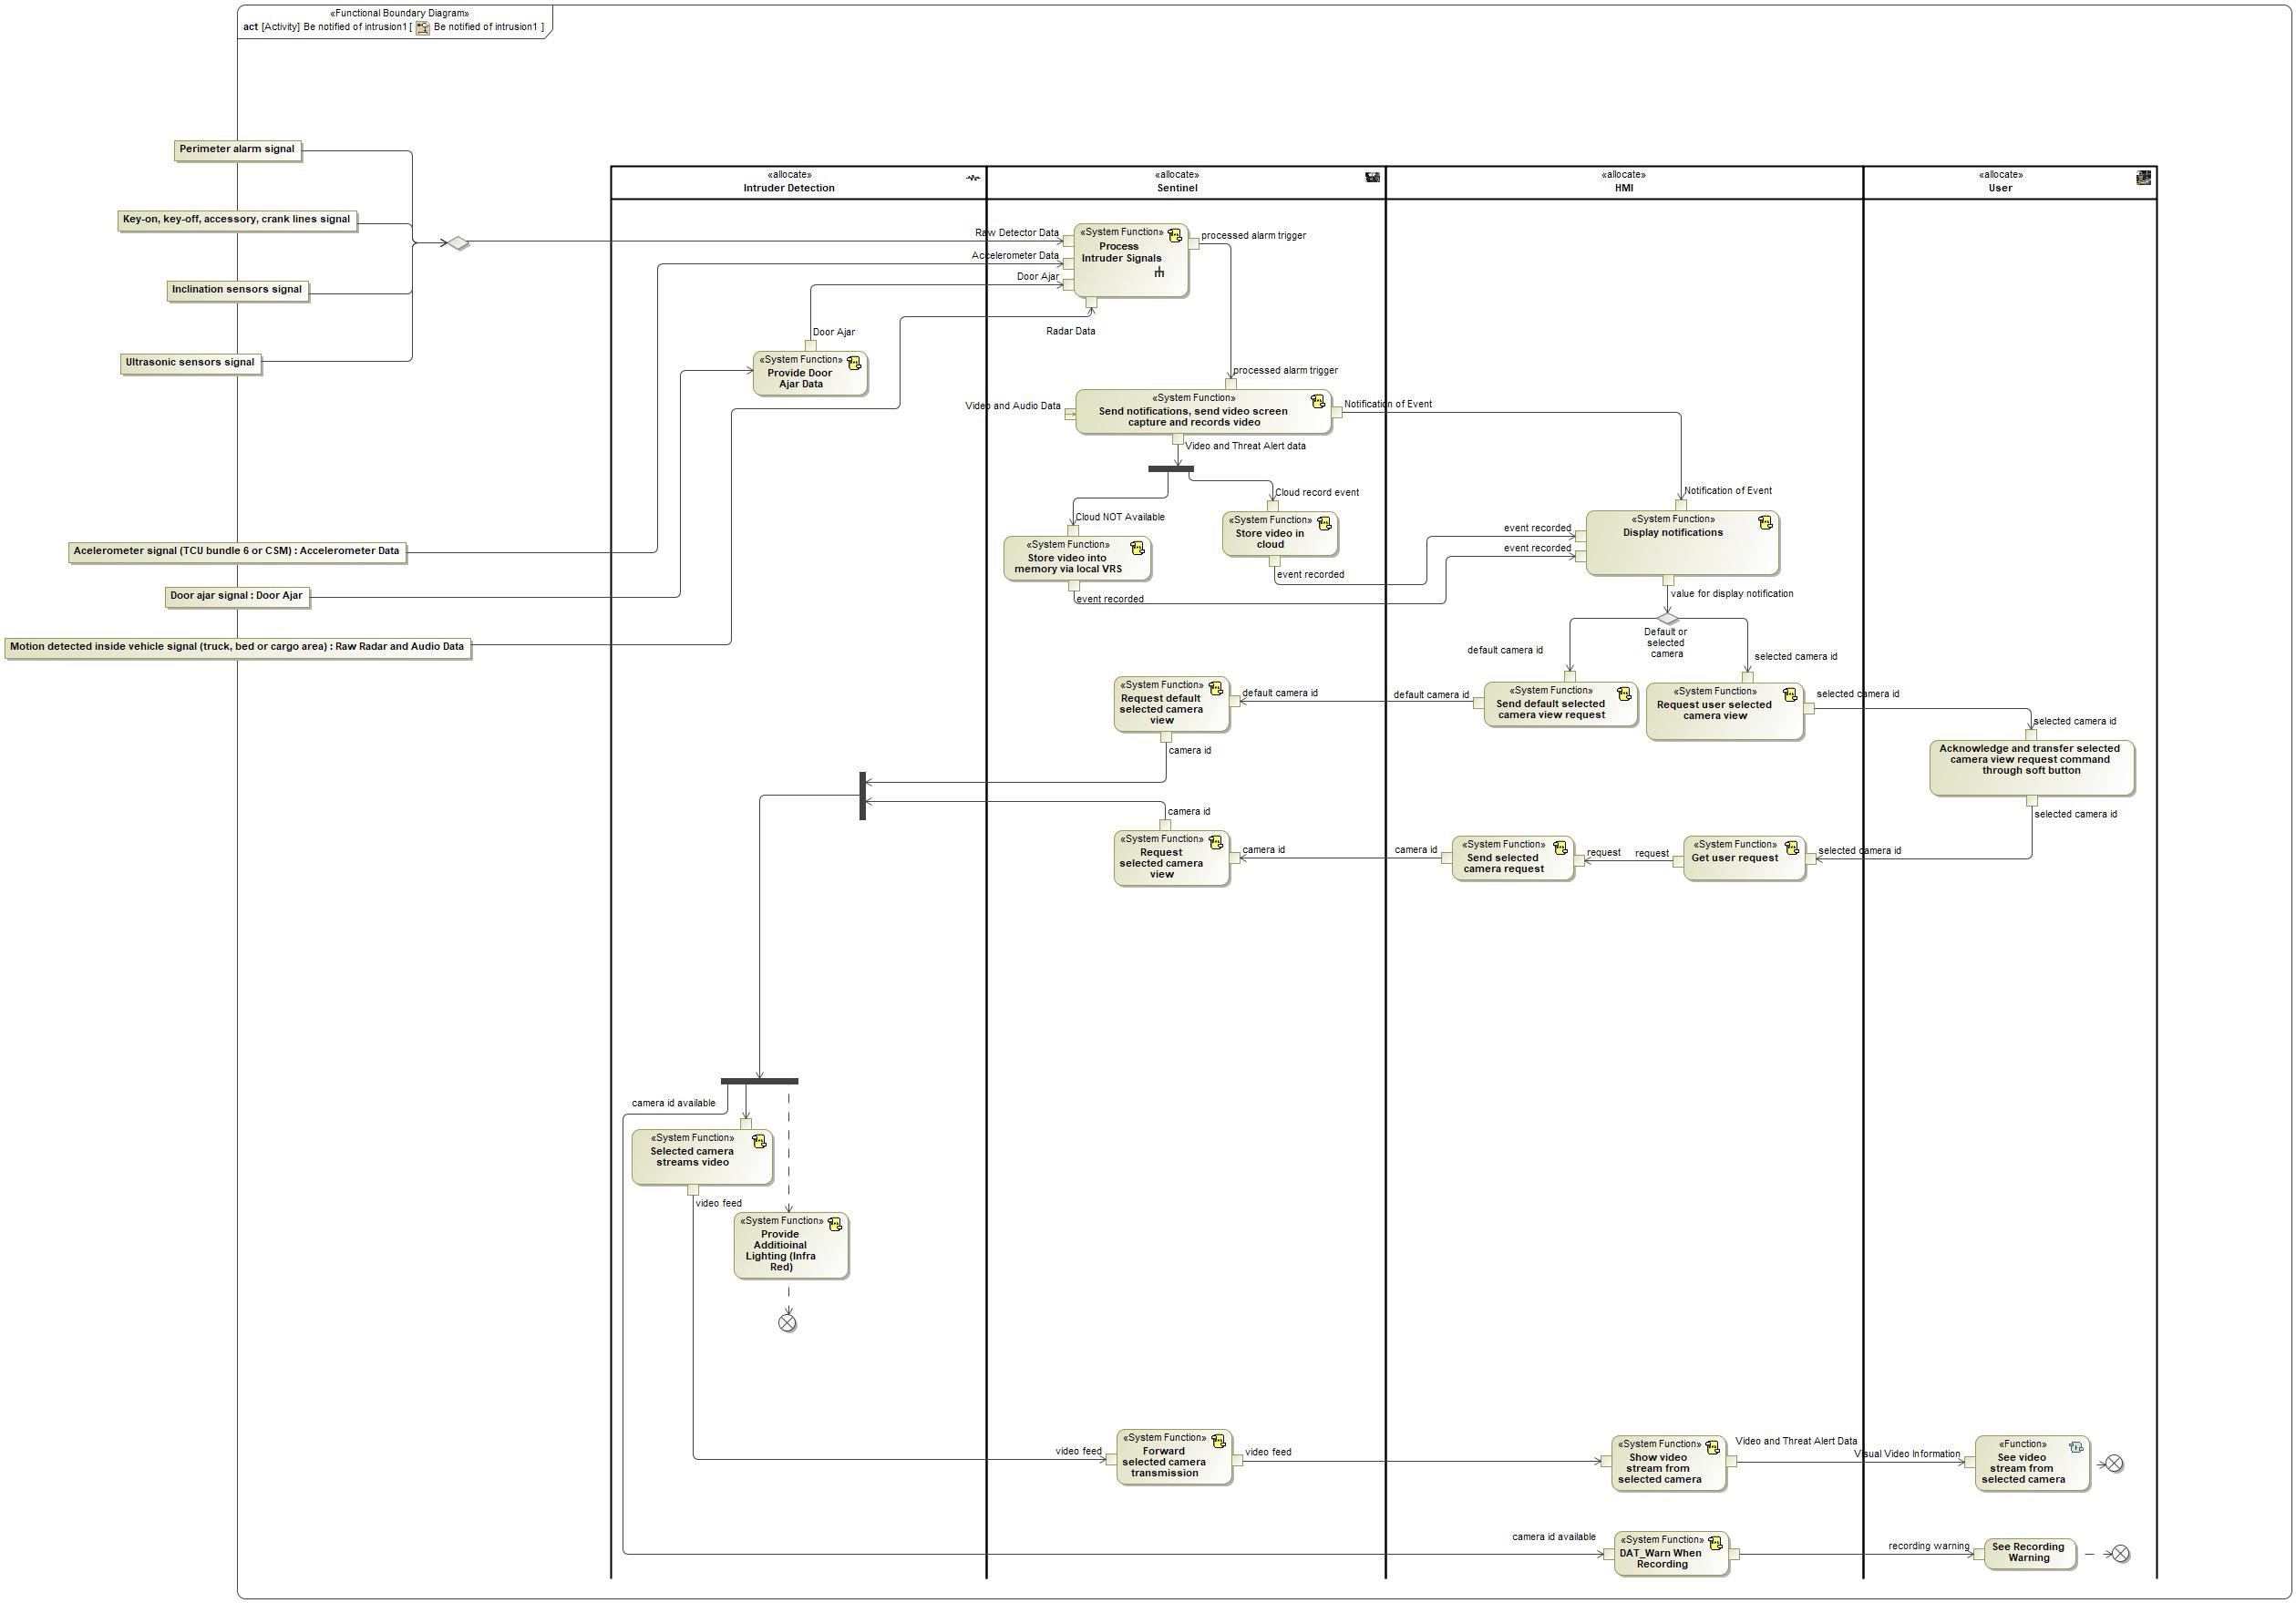 «Functional Boundary Diagram»
act [Activity] Be notified of intrusion1 [ Be notified of intrusion1 ]
Perimeter alarm signal
Key-on, key-off, accessory, crank lines signal
Inclination sensors signal
Ultrasonic sensors signal
Acelerometer signal (TCU bundle 6 or CSM) : Accelerometer Data
Door ajar signal : Door Ajar
Motion detected inside vehicle signal (truck, bed or cargo area) : Raw Radar and Audio Data
«allocate»
Intruder Detection
«allocate»
Sentinel
«allocate»
HMI
«allocate»
User
Raw Detector Data
Accelerometer Data
Door Ajar
«System Function»
Process
Intruder Signals
processed alarm trigger
Radar Data
Door Ajar
«System Function»
Provide Door
Ajar Data
processed alarm trigger
Video and Audio Data
«System Function»
Send notifications, send video screen
capture and records video
Notification of Event
Video and Threat Alert data
Cloud record event
Cloud NOT Available
«System Function»
Store video in
cloud
«System Function»
Store video into
memory via local VRS
event recorded
event recorded
Notification of Event
event recorded
event recorded
«System Function»
Display notifications
value for display notification
Default or
selected
camera
default camera id
selected camera id
«System Function»
Request default
selected camera
view
default camera id
default camera id
«System Function»
Send default selected
camera view request
«System Function»
Request user selected
camera view
selected camera id
selected camera id
camera id
Acknowledge and transfer selected
camera view request command
through soft button
selected camera id
camera id
«System Function»
Request
selected camera
view
camera id
camera id
«System Function»
Send selected
camera request
request
request
«System Function»
Get user request
selected camera id
camera id available
«System Function»
Selected camera
streams video
video feed
«System Function»
Provide
Additioinal
Lighting (Infra
Red)
video feed
«System Function»
Forward
selected camera
transmission
video feed
«System Function»
Show video
stream from
selected camera
Video and Threat Alert Data
Visual Video Information
«Function»
See video
stream from
selected camera
camera id available
«System Function»
DAT_Warn When
Recording
recording warning
See Recording
Warning